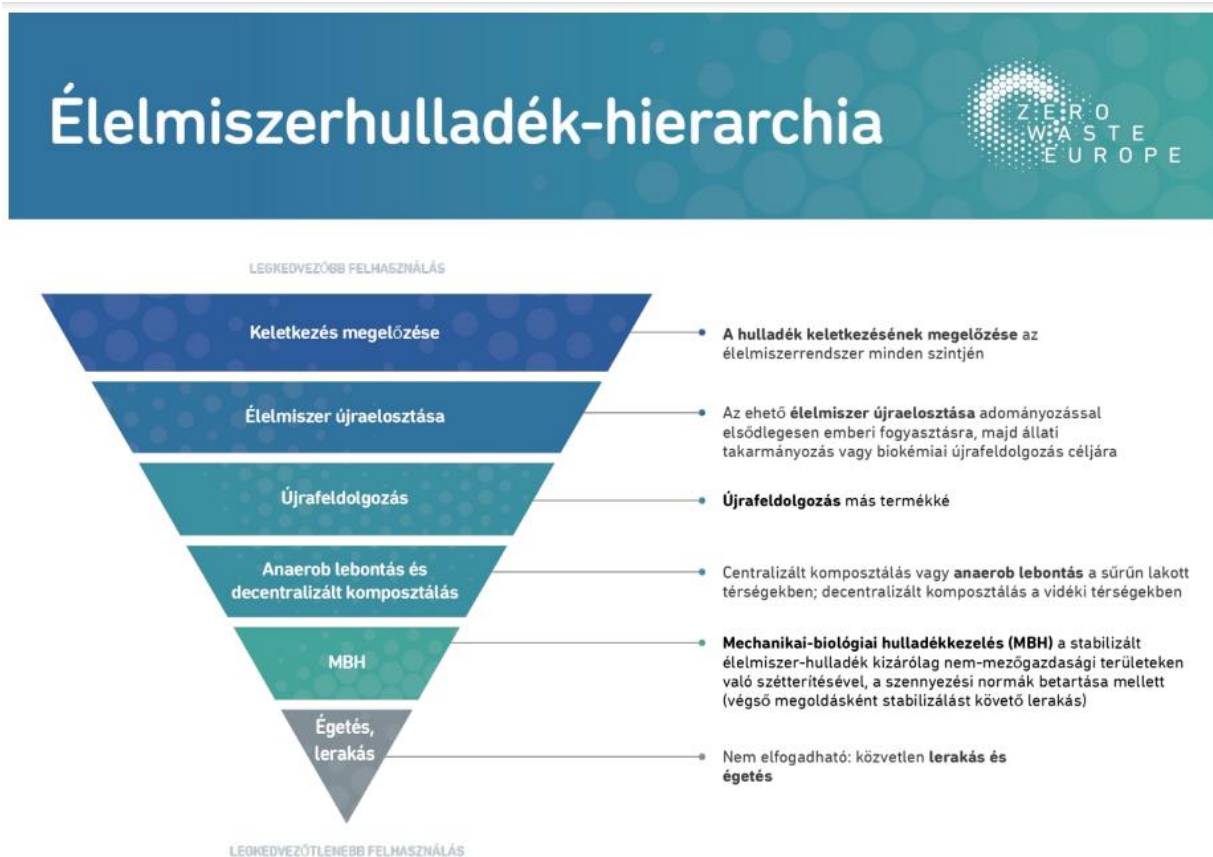 Élelmiszerhulladék-hierarchia
ZERO
WASTE
EUROPE
LEGKEDVEZŐBB FELHASZNÁLÁS
Keletkezés megelőzése
A hulladék keletkezésének megelőzése az
élelmiszerrendszer minden szintjén
Élelmiszer újraelosztása
Az ehető élelmiszer újraelosztása adományozással
elsődlegesen emberi fogyasztásra, majd állati
takarmányozás vagy biokémiai újrafeldolgozás céljára
Újrafeldolgozás
Újrafeldolgozás más termékké
Anaerob lebontás és
decentralizált komposztálás
Centralizált komposztálás vagy anaerob lebontás a sűrűn lakott
térségekben; decentralizált komposztálás a vidéki térségekben
MBH
Mechanikai-biológiai hulladékkezelés (MBH) a stabilizált
élelmiszer-hulladék kizárólag nem-mezőgazdasági területeken
való szétterítésével, a szennyezési normák betartása mellett
(végső megoldásként stabilizálást követő lerakás)
Égetés,
lerakás
Nem elfogadható: közvetlen lerakás és
égetés
LEGKEDVEZŐTLENEBB FELHASZNÁLÁS